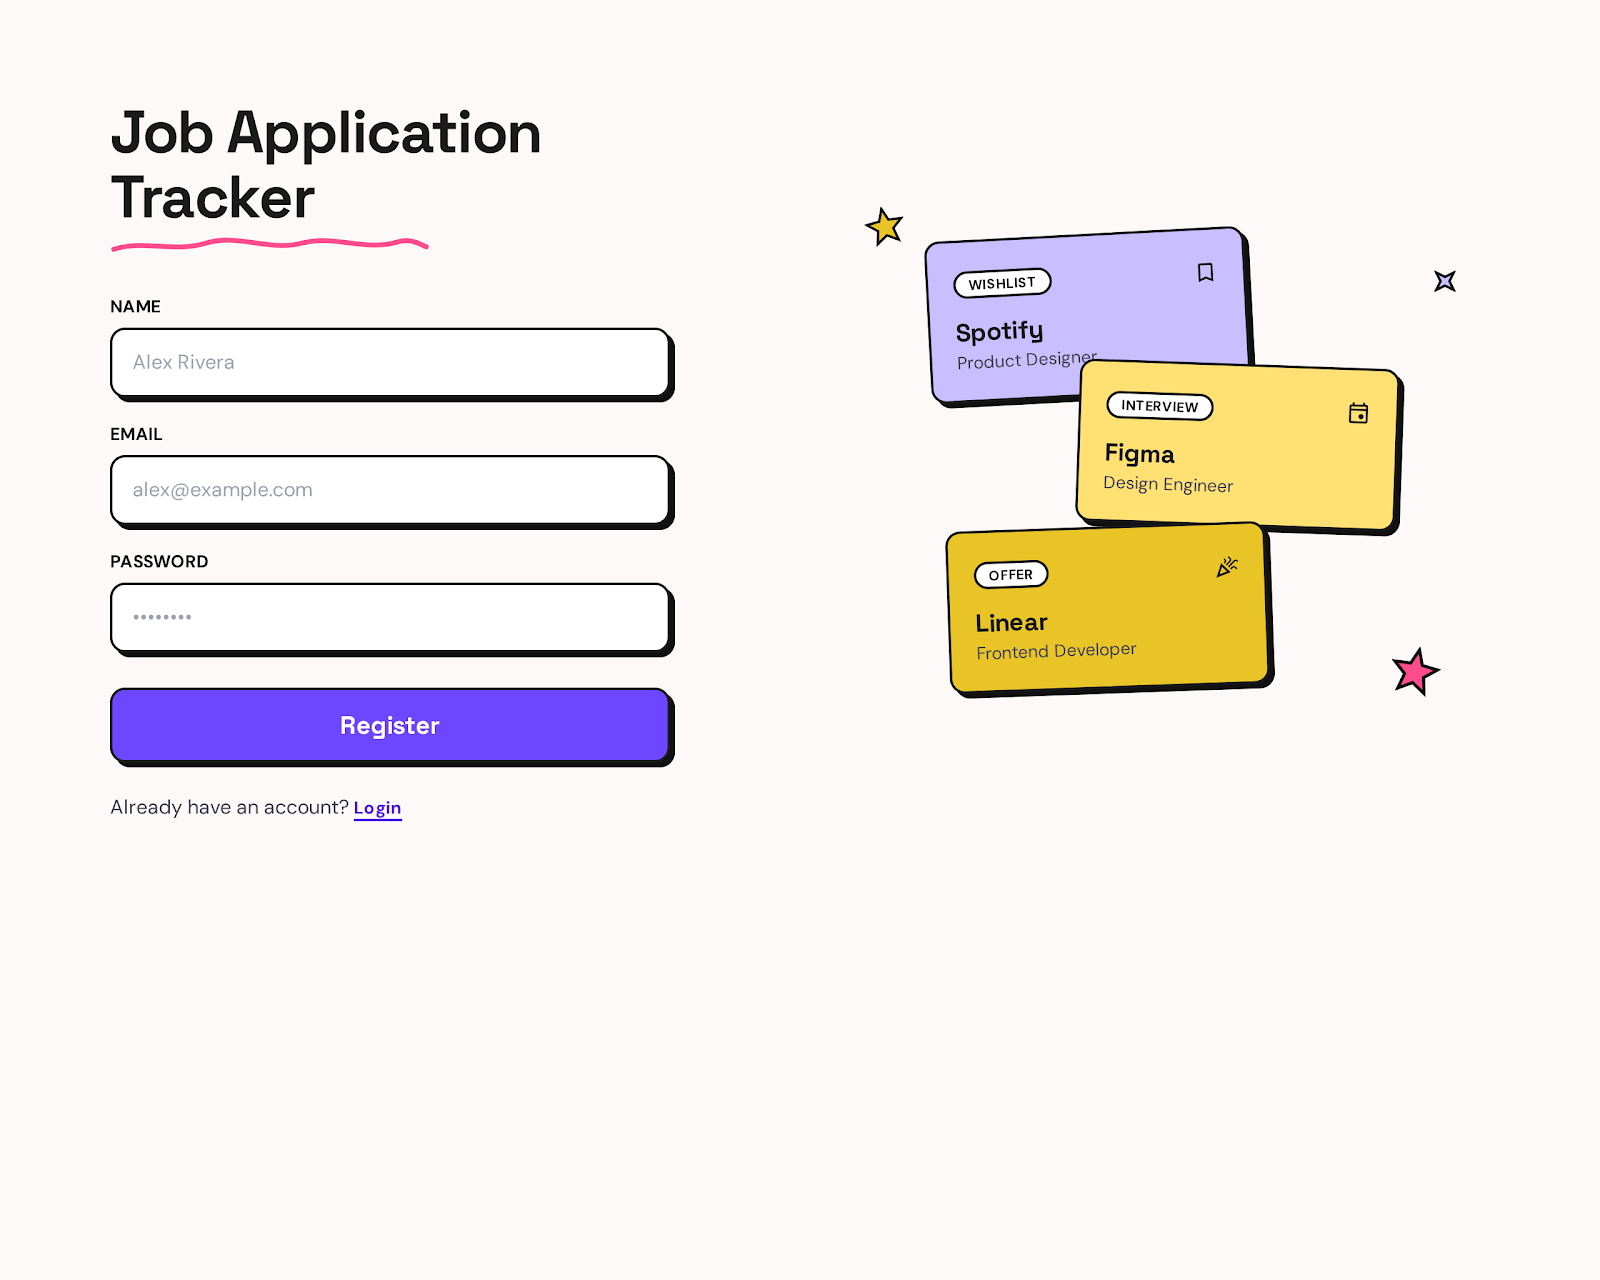 Job Application
Tracker
NAME
Alex Rivera
EMAIL
alex@example.com
PASSWORD
••••••••
Register
Already have an account? Login
WISHLIST
Spotify
Product Designer
INTERVIEW
Figma
Design Engineer
OFFER
Linear
Frontend Developer